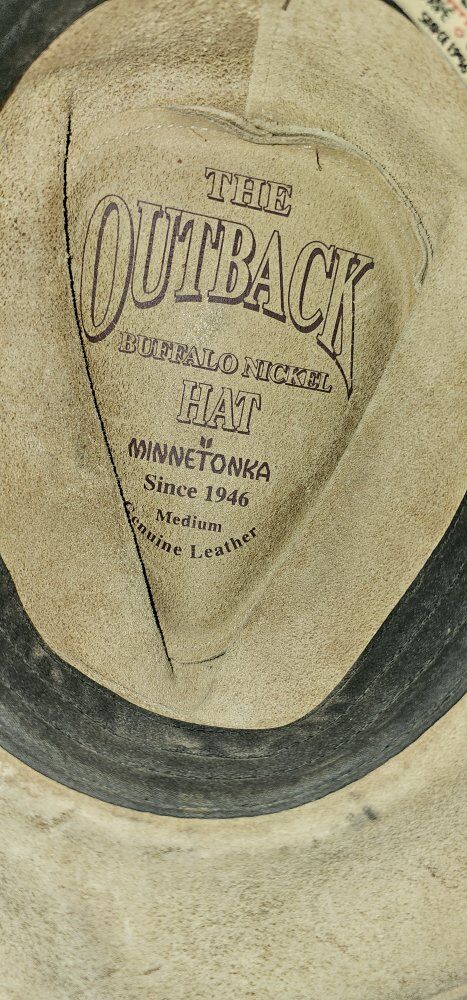 THE
OUTBACK
BUFFALO NICKEL
HAT
MINNETONKA
Since 1946
Medium
Genuine Leather